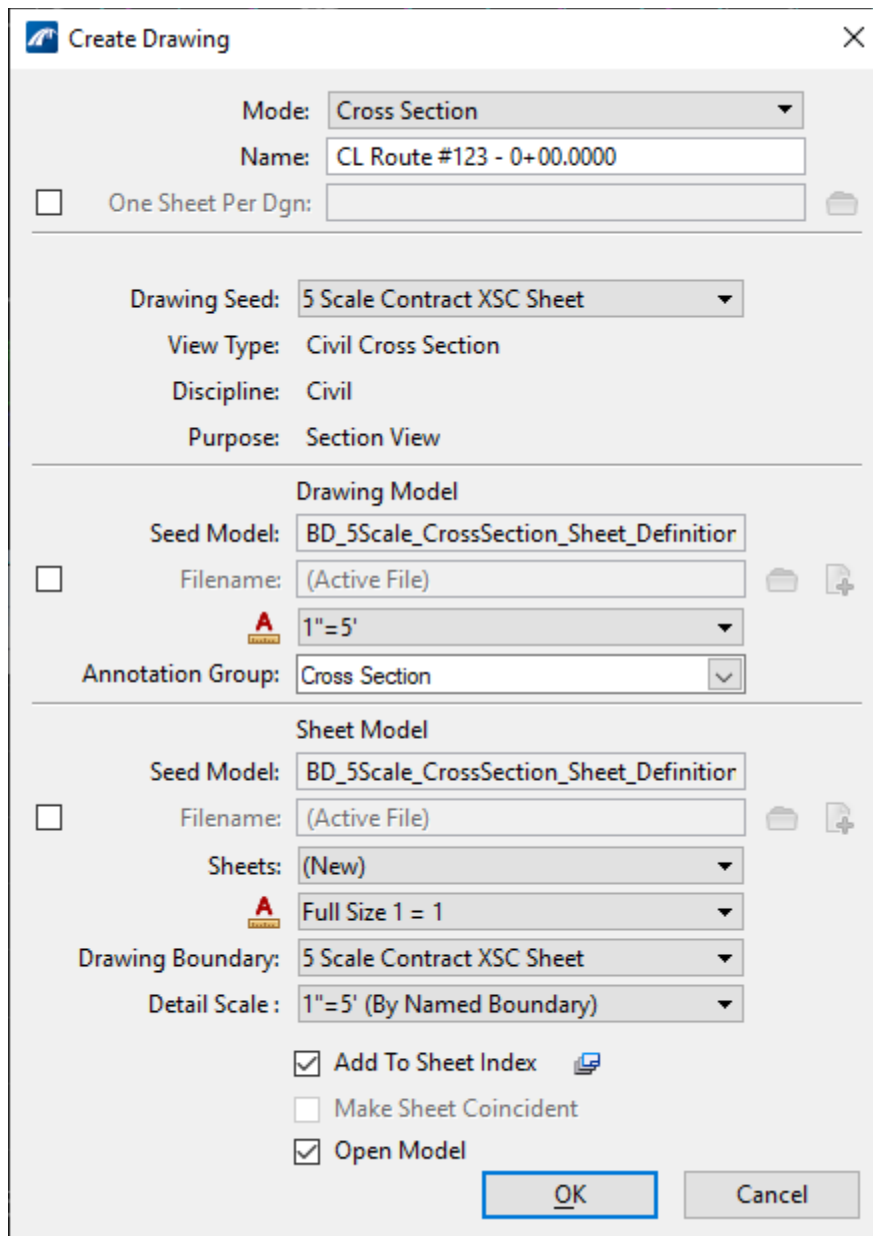 Create Drawing
Mode: Cross Section
Name: CL Route #123 - 0+00.0000
One Sheet Per Dgn:
Drawing Seed: 5 Scale Contract XSC Sheet
View Type: Civil Cross Section
Discipline: Civil
Purpose: Section View
Drawing Model
Seed Model: BD_5Scale_CrossSection_Sheet_Definition
Filename: (Active File)
A 1"=5'
Annotation Group: Cross Section
Sheet Model
Seed Model: BD_5Scale_CrossSection_Sheet_Definition
Filename: (Active File)
Sheets: (New)
A Full Size 1 = 1
Drawing Boundary: 5 Scale Contract XSC Sheet
Detail Scale : 1"=5' (By Named Boundary)
Add To Sheet Index
Make Sheet Coincident
Open Model
OK Cancel